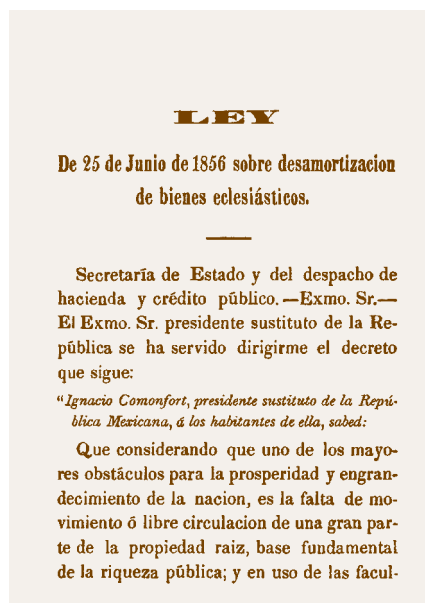 LEY
De 25 de Junio de 1856 sobre desamortizacion
de bienes eclesiásticos.
Secretaría de Estado y del despacho de
hacienda y crédito público.—Exmo. Sr.—
El Exmo. Sr. presidente sustituto de la Re-
pública se ha servido dirigirme el decreto
que sigue:
“Ignacio Comonfort, presidente sustituto de la Repú-
blica Mexicana, á los habitantes de ella, sabed:
Que considerando que uno de los mayo-
res obstáculos para la prosperidad y engran-
decimiento de la nacion, es la falta de mo-
vimiento ó libre circulacion de una gran par-
te de la propiedad raiz, base fundamental
de la riqueza pública; y en uso de las facul-